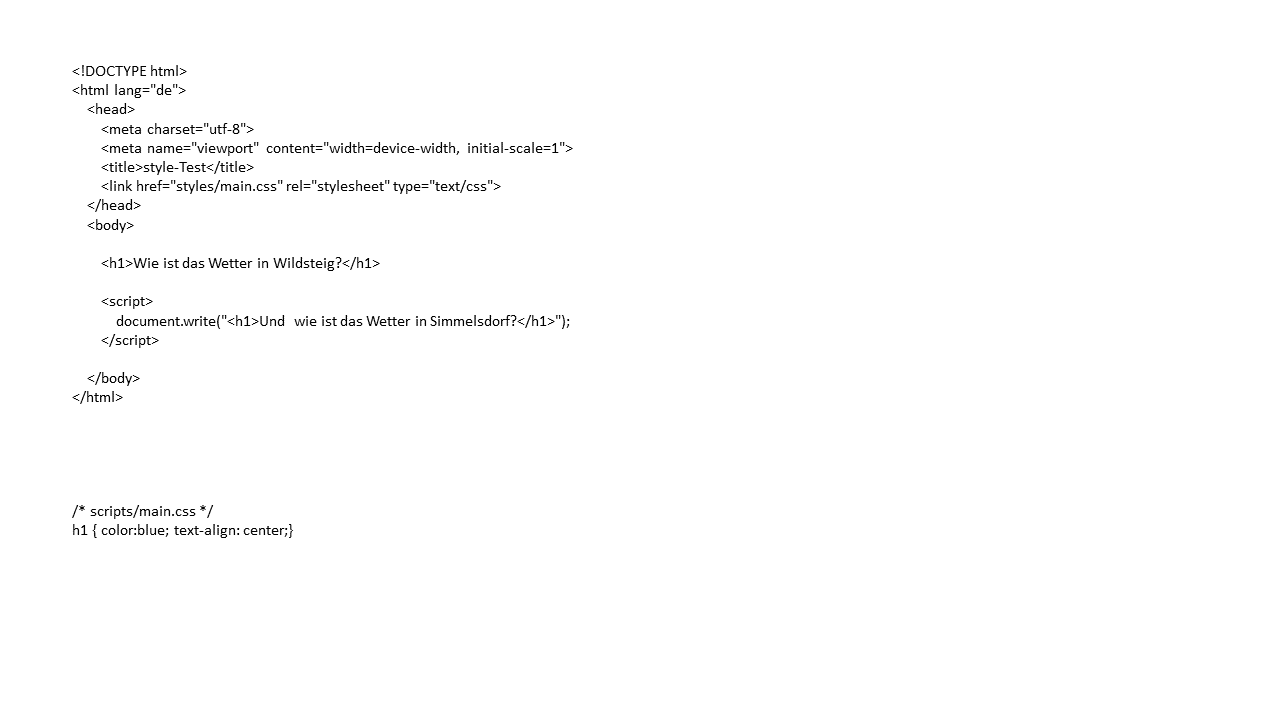 <!DOCTYPE html>
<html lang="de">
<head>
<meta charset="utf-8">
<meta name="viewport" content="width=device-width, initial-scale=1">
<title>style-Test</title>
<link href="styles/main.css" rel="stylesheet" type="text/css">
</head>
<body>
<h1>Wie ist das Wetter in Wildsteig?</h1>
<script>
document.write("<h1>Und wie ist das Wetter in Simmelsdorf?</h1>");
</script>
</body>
</html>
/* scripts/main.css */
h1 { color:blue; text-align: center;}